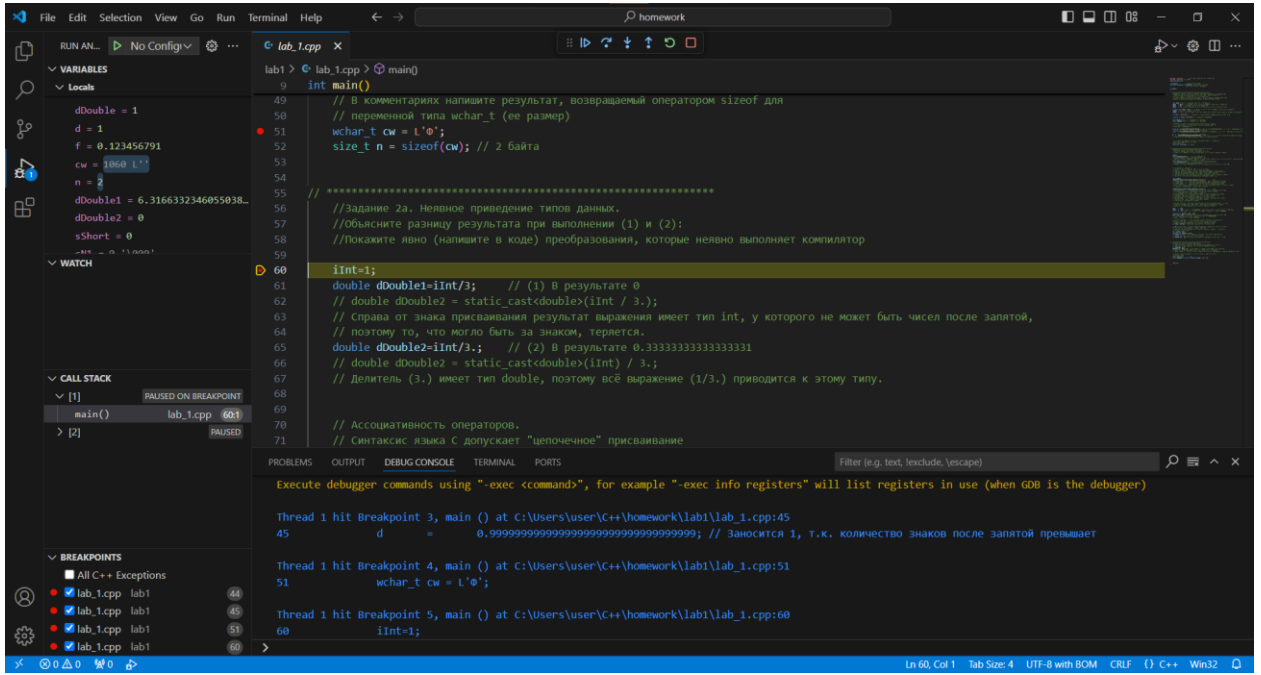 File Edit Selection View Go Run Terminal Help
homework
RUN AN... No Configu
lab_1.cpp
VARIABLES
Locals
dDouble = 1
d = 1
f = 0.123456791
cw = 1060 L''
n = 2
dDouble1 = 6.3166332346055038...
dDouble2 = 0
sShort = 0
WATCH
CALL STACK
[1] PAUSED ON BREAKPOINT
main() lab_1.cpp 60:1
[2] PAUSED
BREAKPOINTS
All C++ Exceptions
lab_1.cpp lab1 44
lab_1.cpp lab1 45
lab_1.cpp lab1 51
lab_1.cpp lab1 60
lab1 > lab_1.cpp > main()
9 int main()
49 // В комментариях напишите результат, возвращаемый оператором sizeof для
50 // переменной типа wchar_t (ее размер)
51 wchar_t cw = L'Ф';
52 size_t n = sizeof(cw); // 2 байта
53
54
55 // **************************************************************
56 //Задание 2а. Неявное приведение типов данных.
57 //Объясните разницу результата при выполнении (1) и (2):
58 //Покажите явно (напишите в коде) преобразования, которые неявно выполняет компилятор
59
60 iInt=1;
61 double dDouble1=iInt/3; // (1) В результате 0
62 // double dDouble2 = static_cast<double>(iInt / 3.);
63 // Справа от знака присваивания результат выражения имеет тип int, у которого не может быть чисел после запятой,
64 // поэтому то, что могло быть за знаком, теряется.
65 double dDouble2=iInt/3.; // (2) В результате 0.33333333333333331
66 // double dDouble2 = static_cast<double>(iInt) / 3.;
67 // Делитель (3.) имеет тип double, поэтому всё выражение (1/3.) приводится к этому типу.
68
69
70 // Ассоциативность операторов.
71 // Синтаксис языка C допускает "цепочечное" присваивание
PROBLEMS OUTPUT DEBUG CONSOLE TERMINAL PORTS
Filter (e.g. text, !exclude, \escape)
Execute debugger commands using "-exec <command>", for example "-exec info registers" will list registers in use (when GDB is the debugger)
Thread 1 hit Breakpoint 3, main () at C:\Users\user\C++\homework\lab1\lab_1.cpp:45
45 d = 0.99999999999999999999999999999999; // Заносится 1, т.к. количество знаков после запятой превышает
Thread 1 hit Breakpoint 4, main () at C:\Users\user\C++\homework\lab1\lab_1.cpp:51
51 wchar_t cw = L'Ф';
Thread 1 hit Breakpoint 5, main () at C:\Users\user\C++\homework\lab1\lab_1.cpp:60
60 iInt=1;
0 0 0 Ln 60, Col 1 Tab Size: 4 UTF-8 with BOM CRLF {} C++ Win32